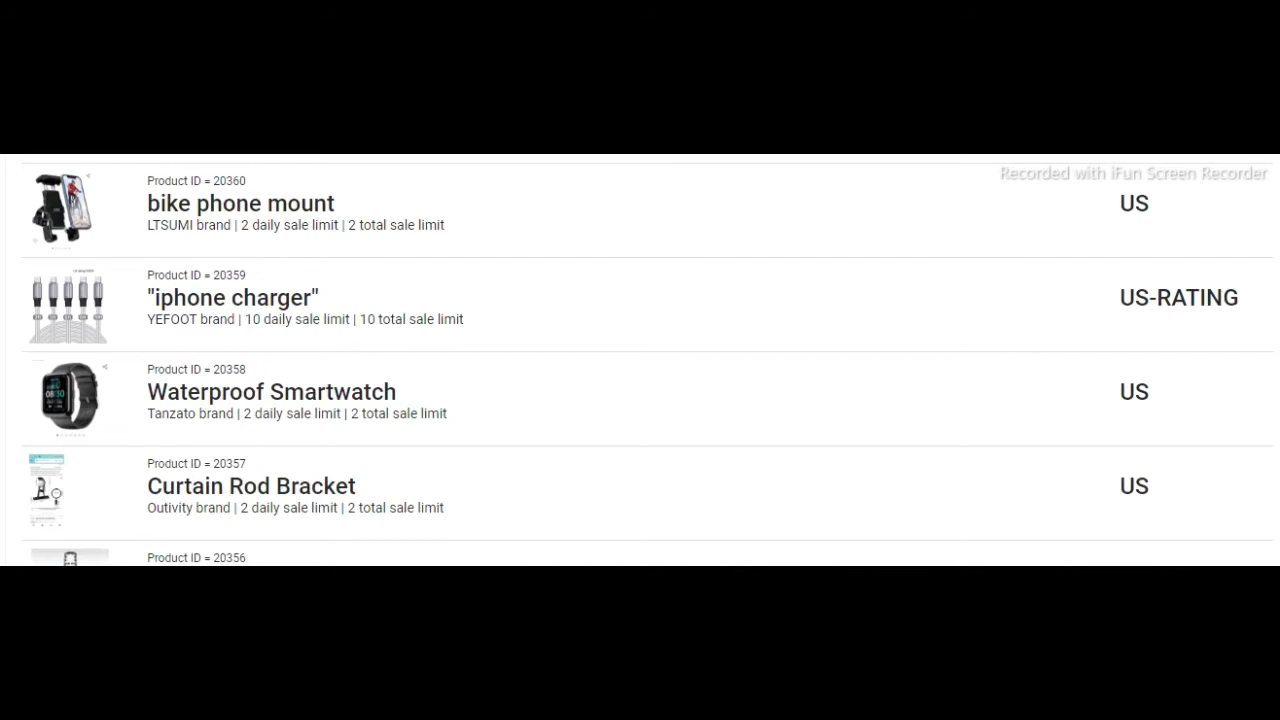 Recorded with iFun Screen Recorder
Product ID = 20360
bike phone mount
LTSUMI brand | 2 daily sale limit | 2 total sale limit
US
Product ID = 20359
"iphone charger"
YEFOOT brand | 10 daily sale limit | 10 total sale limit
US-RATING
Product ID = 20358
Waterproof Smartwatch
Tanzato brand | 2 daily sale limit | 2 total sale limit
US
Product ID = 20357
Curtain Rod Bracket
Outivity brand | 2 daily sale limit | 2 total sale limit
US
Product ID = 20356